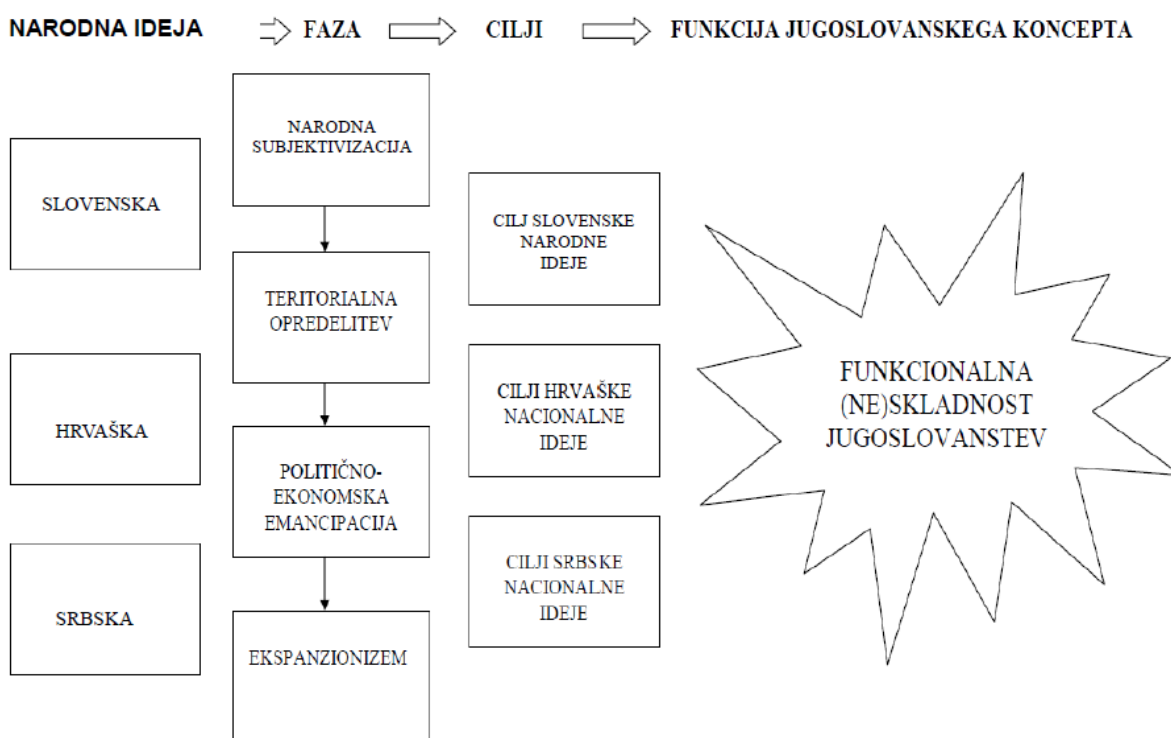 NARODNA IDEJA FAZA CILJI FUNKCIJA JUGOSLOVANSKEGA KONCEPTA
SLOVENSKA
HRVAŠKA
SRBSKA
NARODNA
SUBJEKTIVIZACIJA
TERITORIALNA
OPREDELITEV
POLITIČNO-
EKONOMSKA
EMANCIPACIJA
EKSPANZIONIZEM
CILJ SLOVENSKE
NARODNE
IDEJE
CILJI HRVAŠKE
NACIONALNE
IDEJE
CILJI SRBSKE
NACIONALNE
IDEJE
FUNKCIONALNA
(NE)SKLADNOST
JUGOSLOVANSTEV